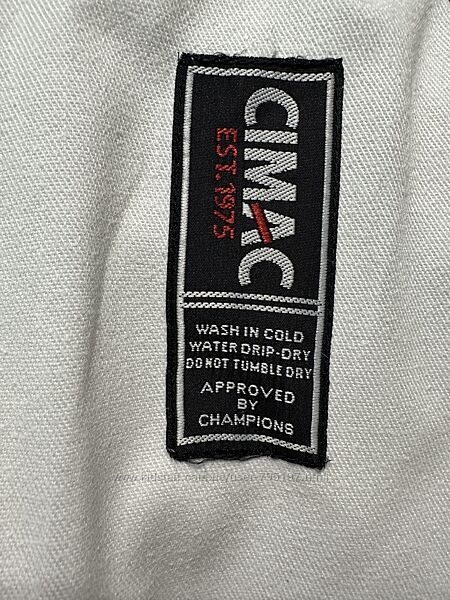 CIMAC
EST. 1975
WASH IN COLD
WATER DRIP-DRY
DO NOT TUMBLE DRY
APPROVED
BY
CHAMPIONS